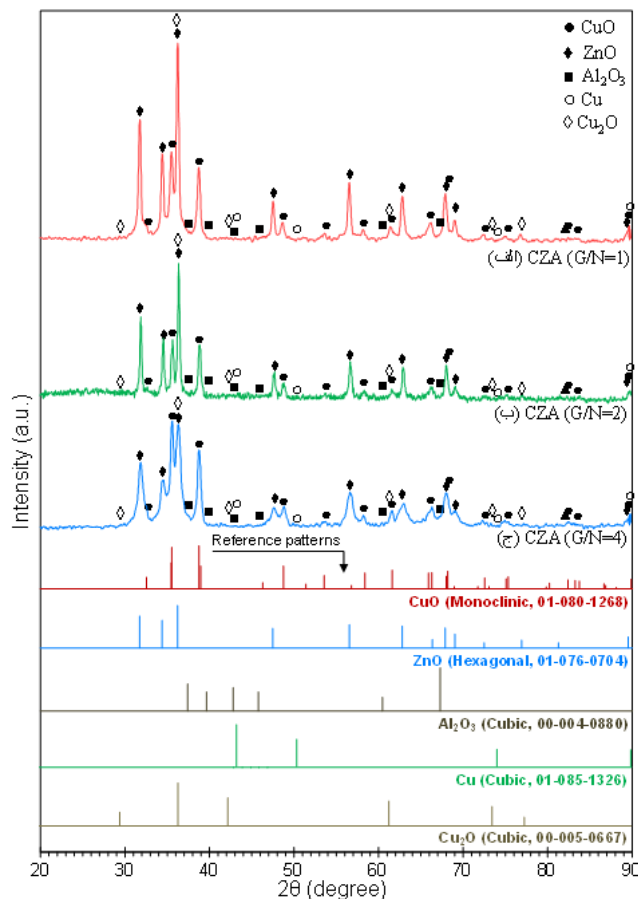 CuO
ZnO
Al₂O₃
Cu
Cu₂O
(الف) CZA (G/N=1)
(ب) CZA (G/N=2)
(ج) CZA (G/N=4)
Intensity (a.u.)
Reference patterns
CuO (Monoclinic, 01-080-1268)
ZnO (Hexagonal, 01-076-0704)
Al₂O₃ (Cubic, 00-004-0880)
Cu (Cubic, 01-085-1326)
Cu₂O (Cubic, 00-005-0667)
20 30 40 50 60 70 80 90
2θ (degree)